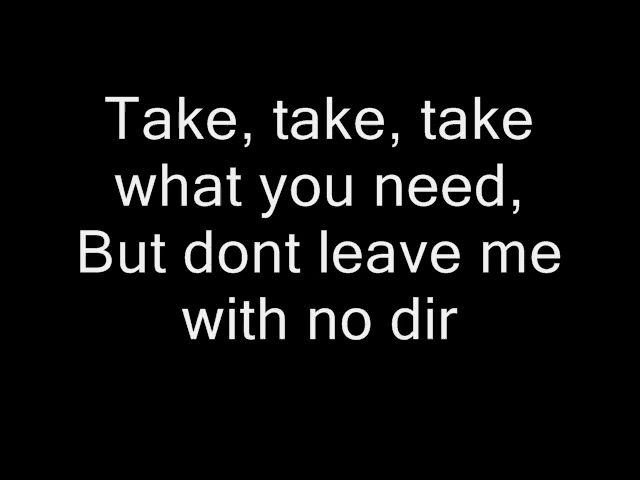 Take, take, take
what you need,
But dont leave me
with no dir